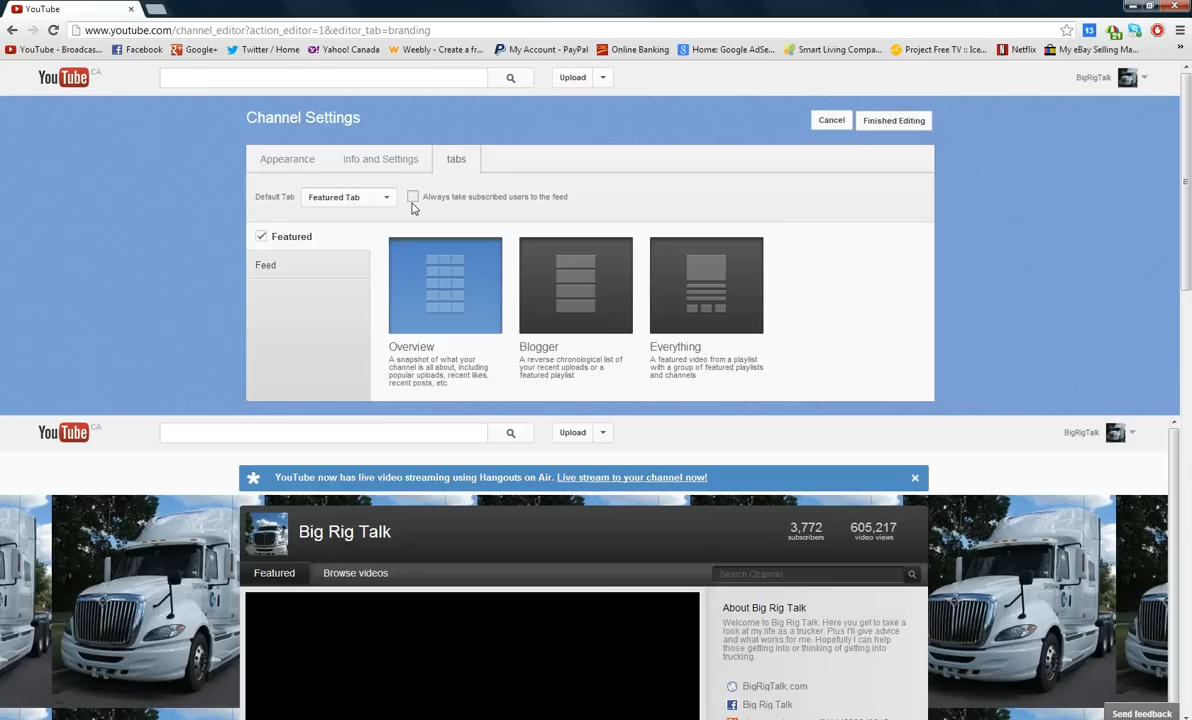 YouTube
www.youtube.com/channel_editor?action_editor=1&editor_tab=branding
YouTube - Broadcas... Facebook Google+ Twitter / Home Yahoo! Canada Weebly - Create a fr... My Account - PayPal Online Banking Home: Google AdSe... Smart Living Compa... Project Free TV :: Ice... Netflix My eBay Selling Ma...
YouTube CA Upload BigRigTalk
Channel Settings
Cancel Finished Editing
Appearance Info and Settings tabs
Default Tab Featured Tab Always take subscribed users to the feed
Featured
Feed
Overview
A snapshot of what your
channel is all about, including
popular uploads, recent likes,
recent posts, etc.
Blogger
A reverse chronological list of
your recent uploads or a
featured playlist
Everything
A featured video from a playlist
with a group of featured playlists
and channels
YouTube CA Upload BigRigTalk
YouTube now has live video streaming using Hangouts on Air. Live stream to your channel now!
Big Rig Talk
3,772 605,217
subscribers video views
Featured Browse videos Search Channel
About Big Rig Talk
Welcome to Big Rig Talk. Here you get to take a
look at my life as a trucker. Plus I'll give advice
and what works for me. Hopefully I can help
those getting into or thinking of getting into
trucking.
BigRigTalk.com
Big Rig Talk
Send feedback